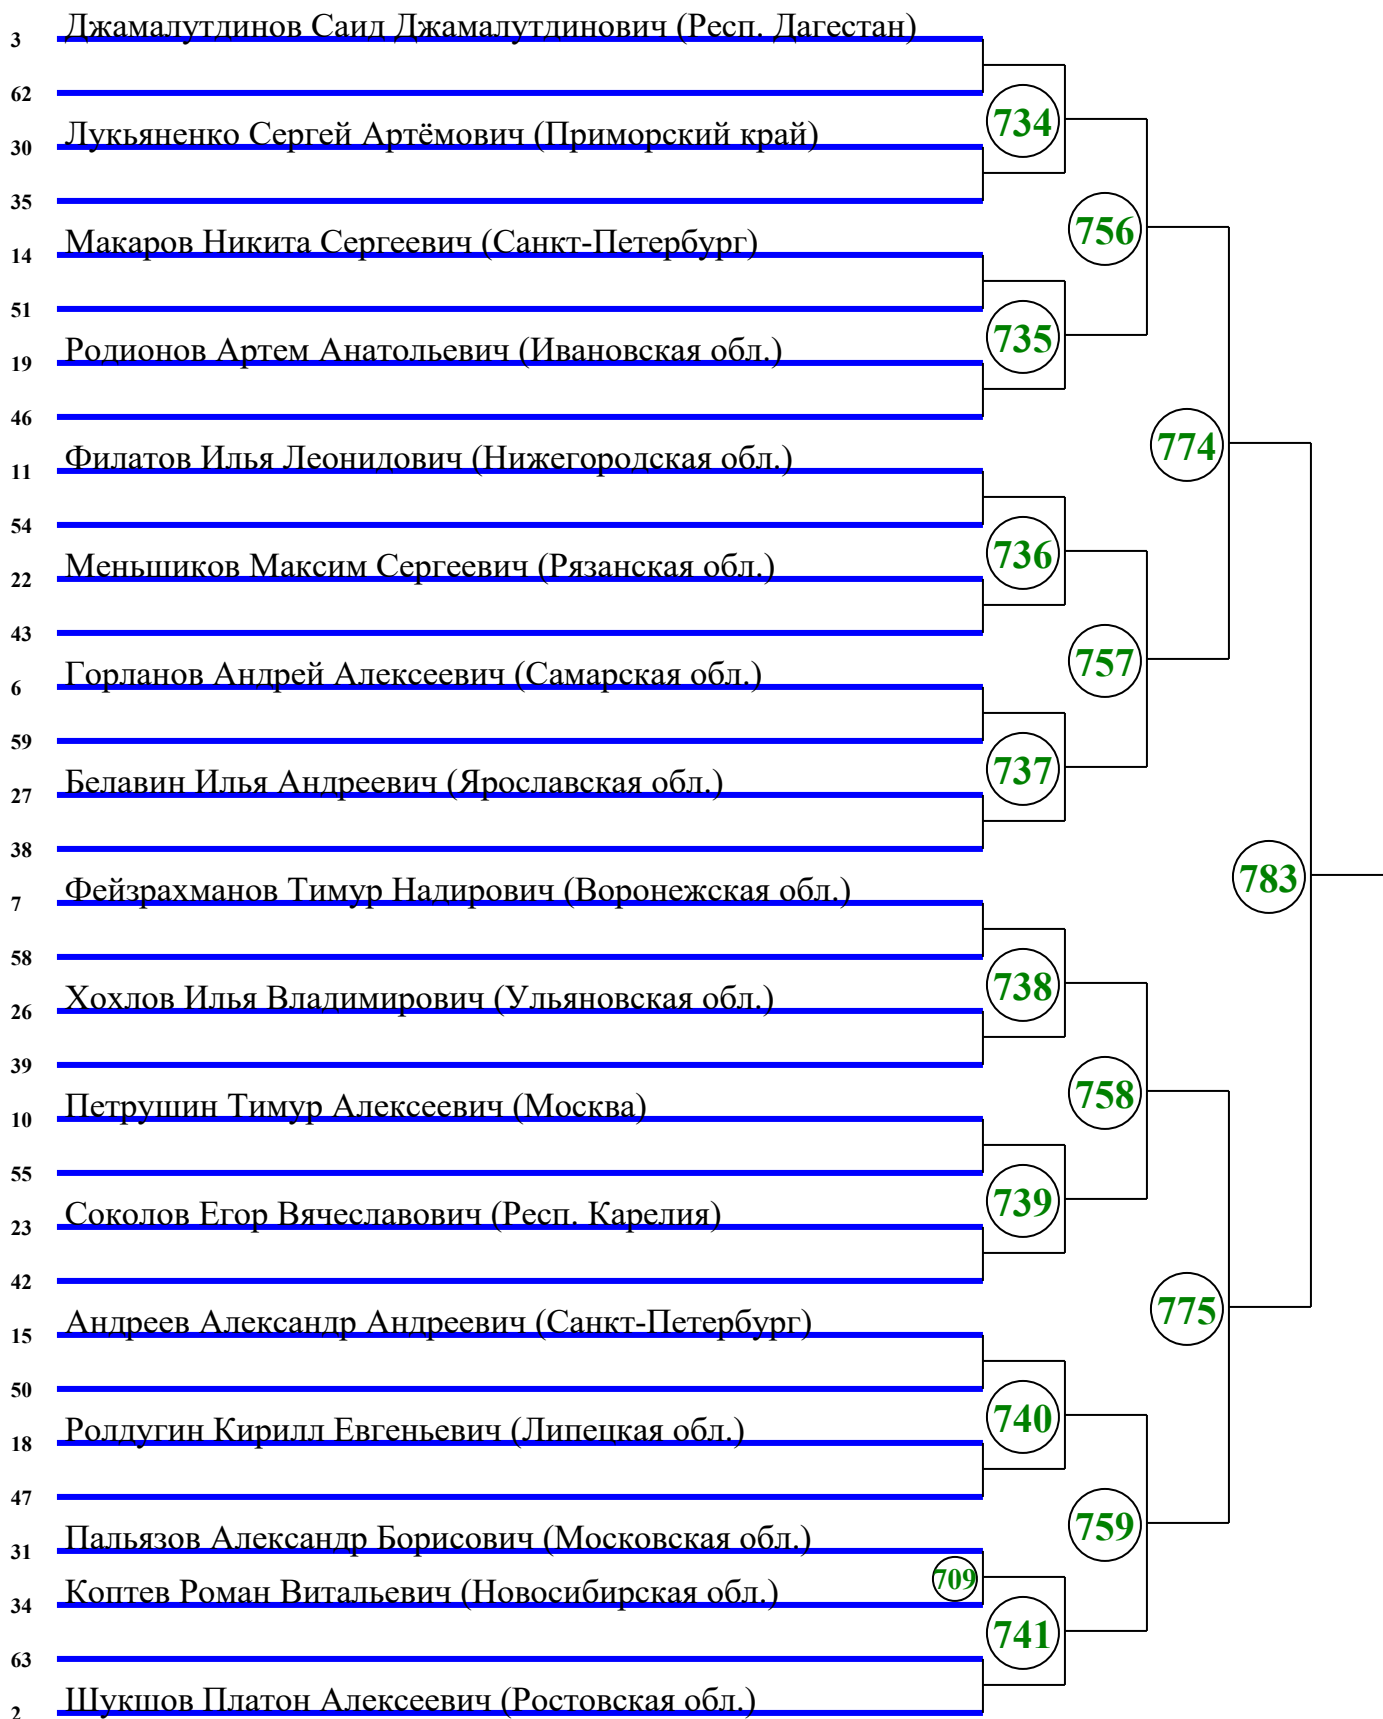 3 Джамалутдинов Саид Джамалутдинович (Респ. Дагестан)
62
734
30 Лукьяненко Сергей Артёмович (Приморский край)
35
756
14 Макаров Никита Сергеевич (Санкт-Петербург)
51
735
19 Родионов Артем Анатольевич (Ивановская обл.)
46
774
11 Филатов Илья Леонидович (Нижегородская обл.)
54
736
22 Меньшиков Максим Сергеевич (Рязанская обл.)
43
757
6 Горланов Андрей Алексеевич (Самарская обл.)
59
737
27 Белавин Илья Андреевич (Ярославская обл.)
38
783
7 Фейзрахманов Тимур Надирович (Воронежская обл.)
58
738
26 Хохлов Илья Владимирович (Ульяновская обл.)
39
758
10 Петрушин Тимур Алексеевич (Москва)
55
739
23 Соколов Егор Вячеславович (Респ. Карелия)
42
775
15 Андреев Александр Андреевич (Санкт-Петербург)
50
740
18 Ролдугин Кирилл Евгеньевич (Липецкая обл.)
47
759
31 Пальязов Александр Борисович (Московская обл.)
709
34 Коптев Роман Витальевич (Новосибирская обл.)
741
63
2 Шукшов Платон Алексеевич (Ростовская обл.)